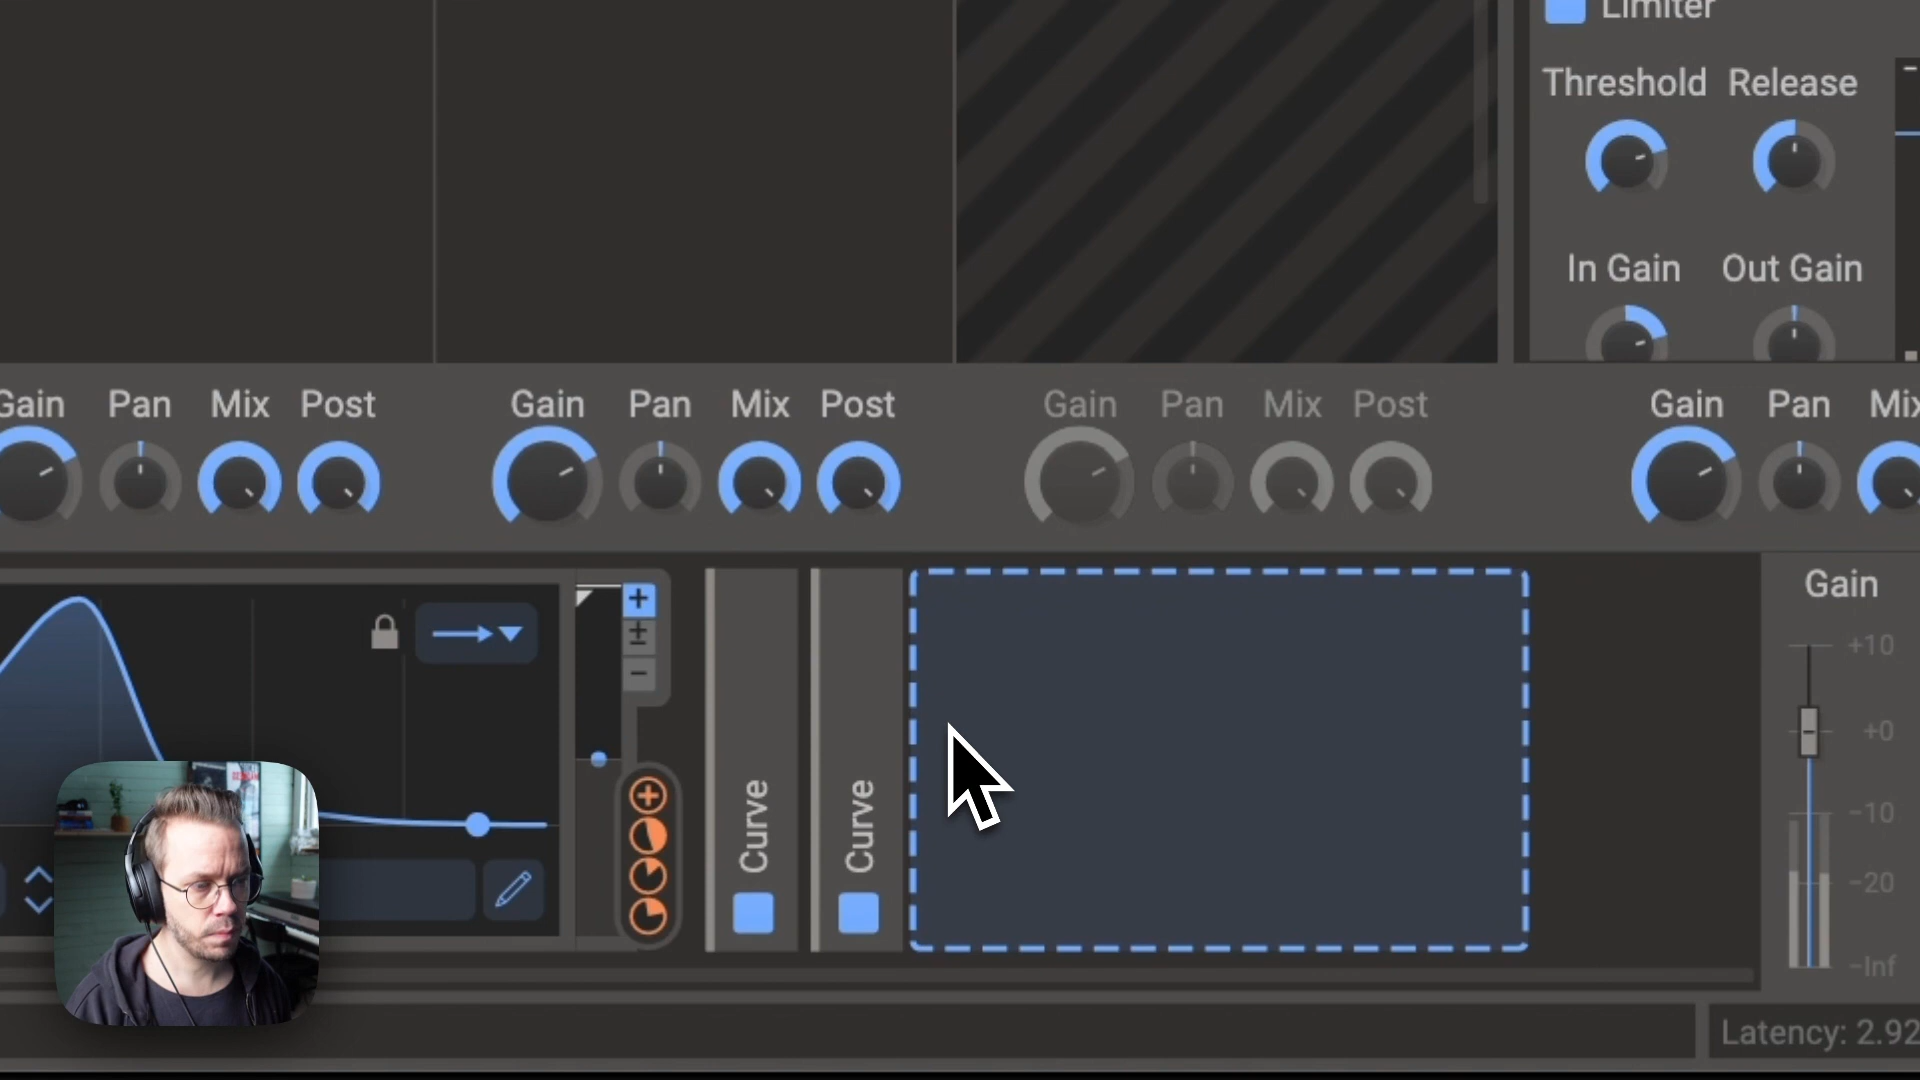 Limiter
Threshold Release
In Gain Out Gain
Gain Pan Mix Post
Gain Pan Mix Post
Gain Pan Mix Post
Gain Pan Mix
Curve
Curve
Gain
+10
+0
-10
-20
-Inf
Latency: 2.92